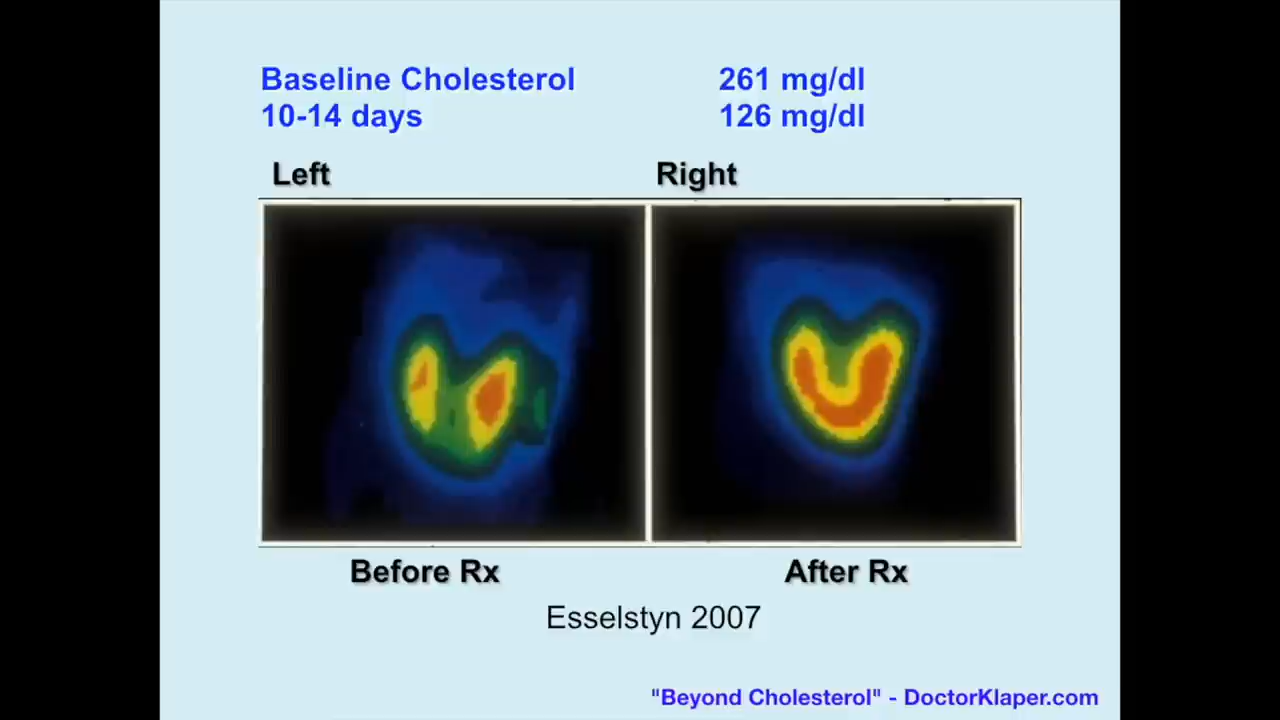 Baseline Cholesterol 261 mg/dl
10-14 days 126 mg/dl
Left Right
Before Rx After Rx
Esselstyn 2007
"Beyond Cholesterol" - DoctorKlaper.com